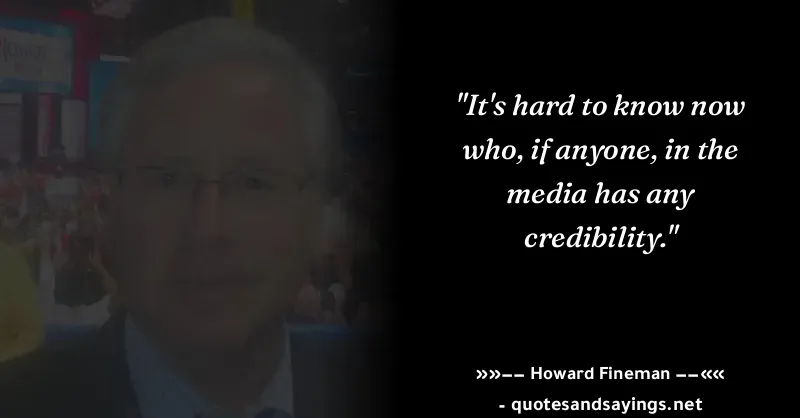 "It's hard to know now
who, if anyone, in the
media has any
credibility."
»»–– Howard Fineman ––««
- quotesandsayings.net